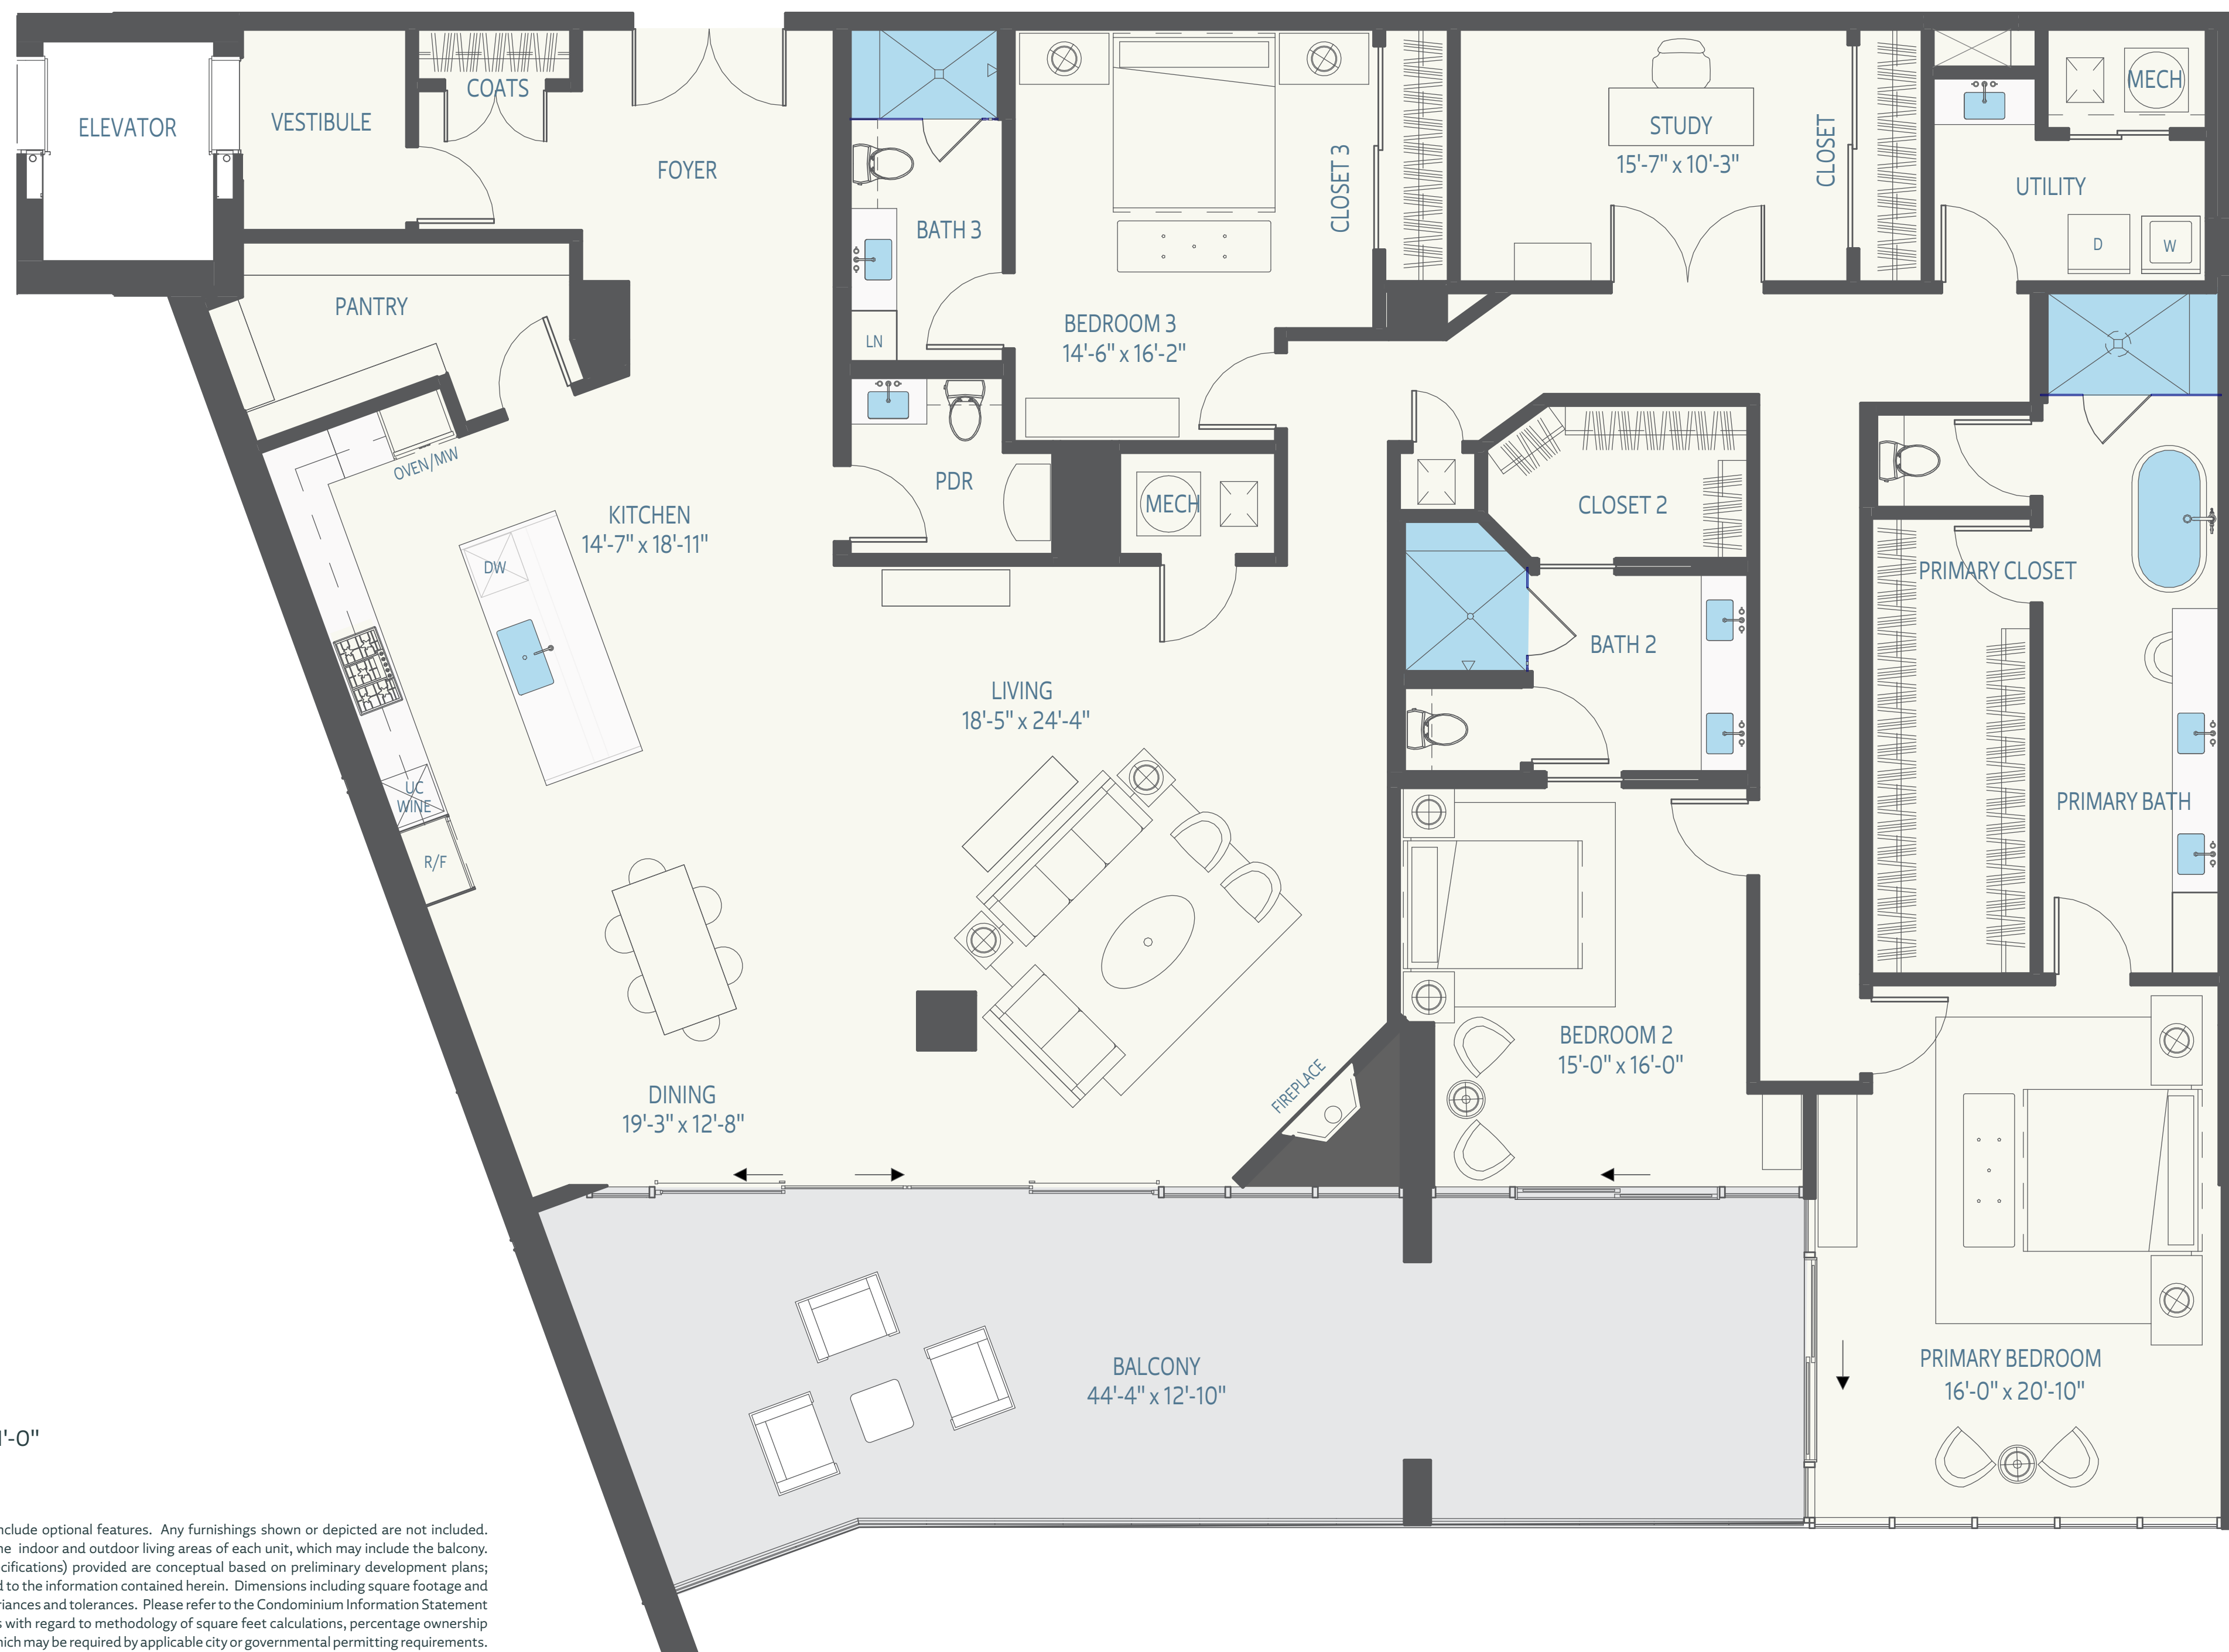 ELEVATOR
VESTIBULE
COATS
FOYER
BATH 3
LN
BEDROOM 3
14'-6" x 16'-2"
CLOSET 3
STUDY
15'-7" x 10'-3"
CLOSET
MECH
UTILITY
D
W
PANTRY
OVEN/MW
KITCHEN
14'-7" x 18'-11"
DW
PDR
MECH
CLOSET 2
BATH 2
PRIMARY CLOSET
PRIMARY BATH
UC
WINE
R/F
LIVING
18'-5" x 24'-4"
DINING
19'-3" x 12'-8"
FIREPLACE
BEDROOM 2
15'-0" x 16'-0"
BALCONY
44'-4" x 12'-10"
PRIMARY BEDROOM
16'-0" x 20'-10"
'-0"
nclude optional features. Any furnishings shown or depicted are not included.
indoor and outdoor living areas of each unit, which may include the balcony.
cifications) provided are conceptual based on preliminary development plans;
to the information contained herein. Dimensions including square footage and
riances and tolerances. Please refer to the Condominium Information Statement
with regard to methodology of square feet calculations, percentage ownership
hich may be required by applicable city or governmental permitting requirements.